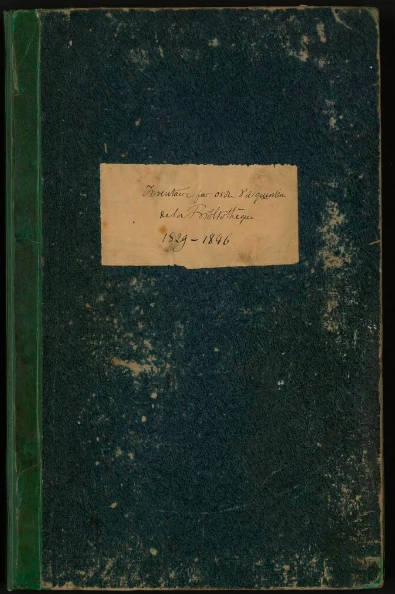 Inventaire par ordre d'acquisition
de la Bibliothèque
1829 - 1846